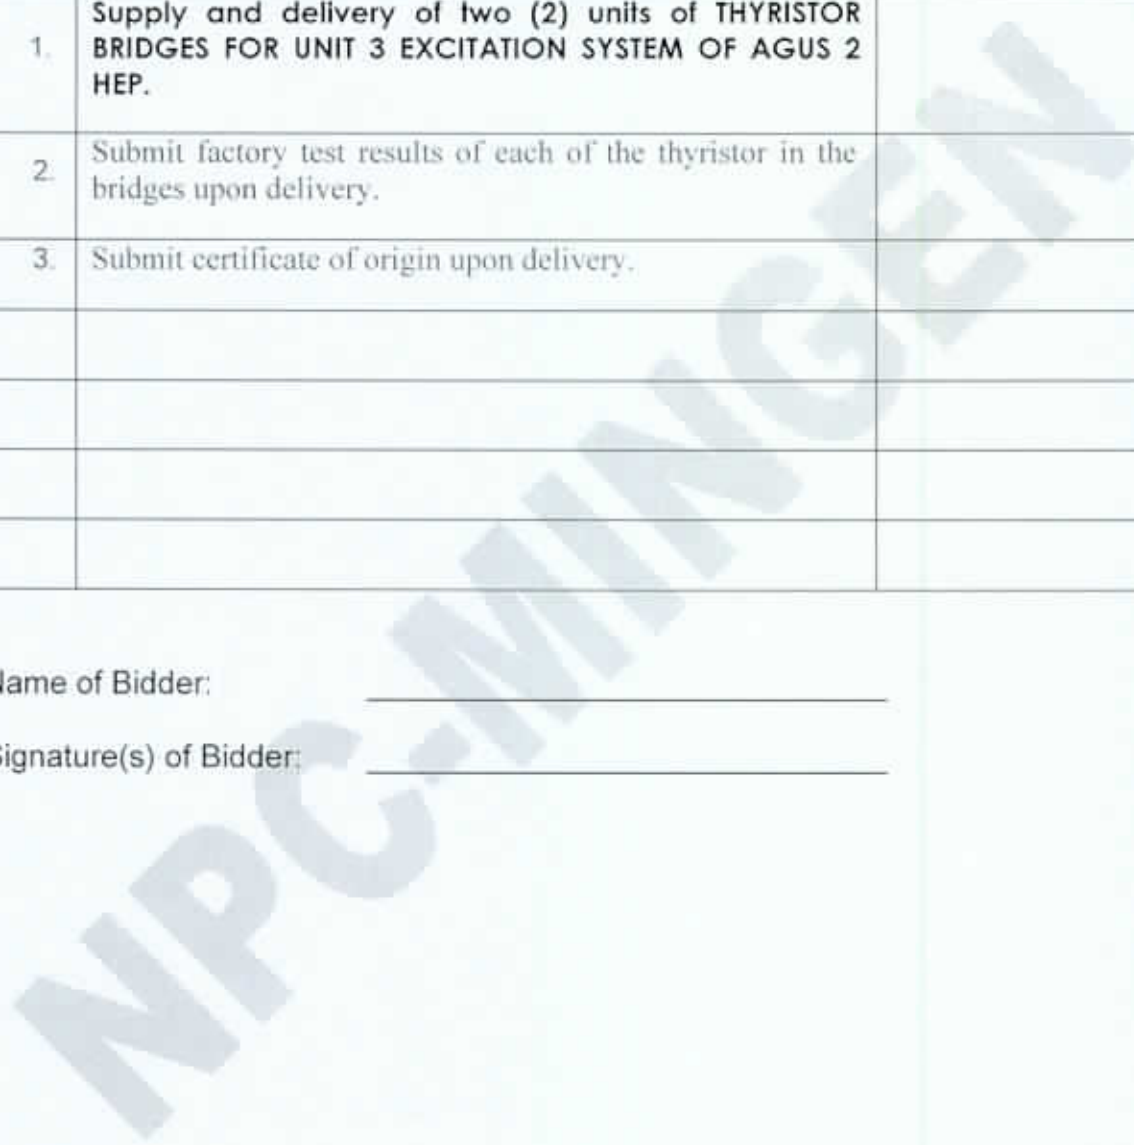 1. Supply and delivery of two (2) units of THYRISTOR
BRIDGES FOR UNIT 3 EXCITATION SYSTEM OF AGUS 2
HEP.
2. Submit factory test results of each of the thyristor in the
bridges upon delivery.
3. Submit certificate of origin upon delivery.
Name of Bidder:
Signature(s) of Bidder:
NPC-MINGEN